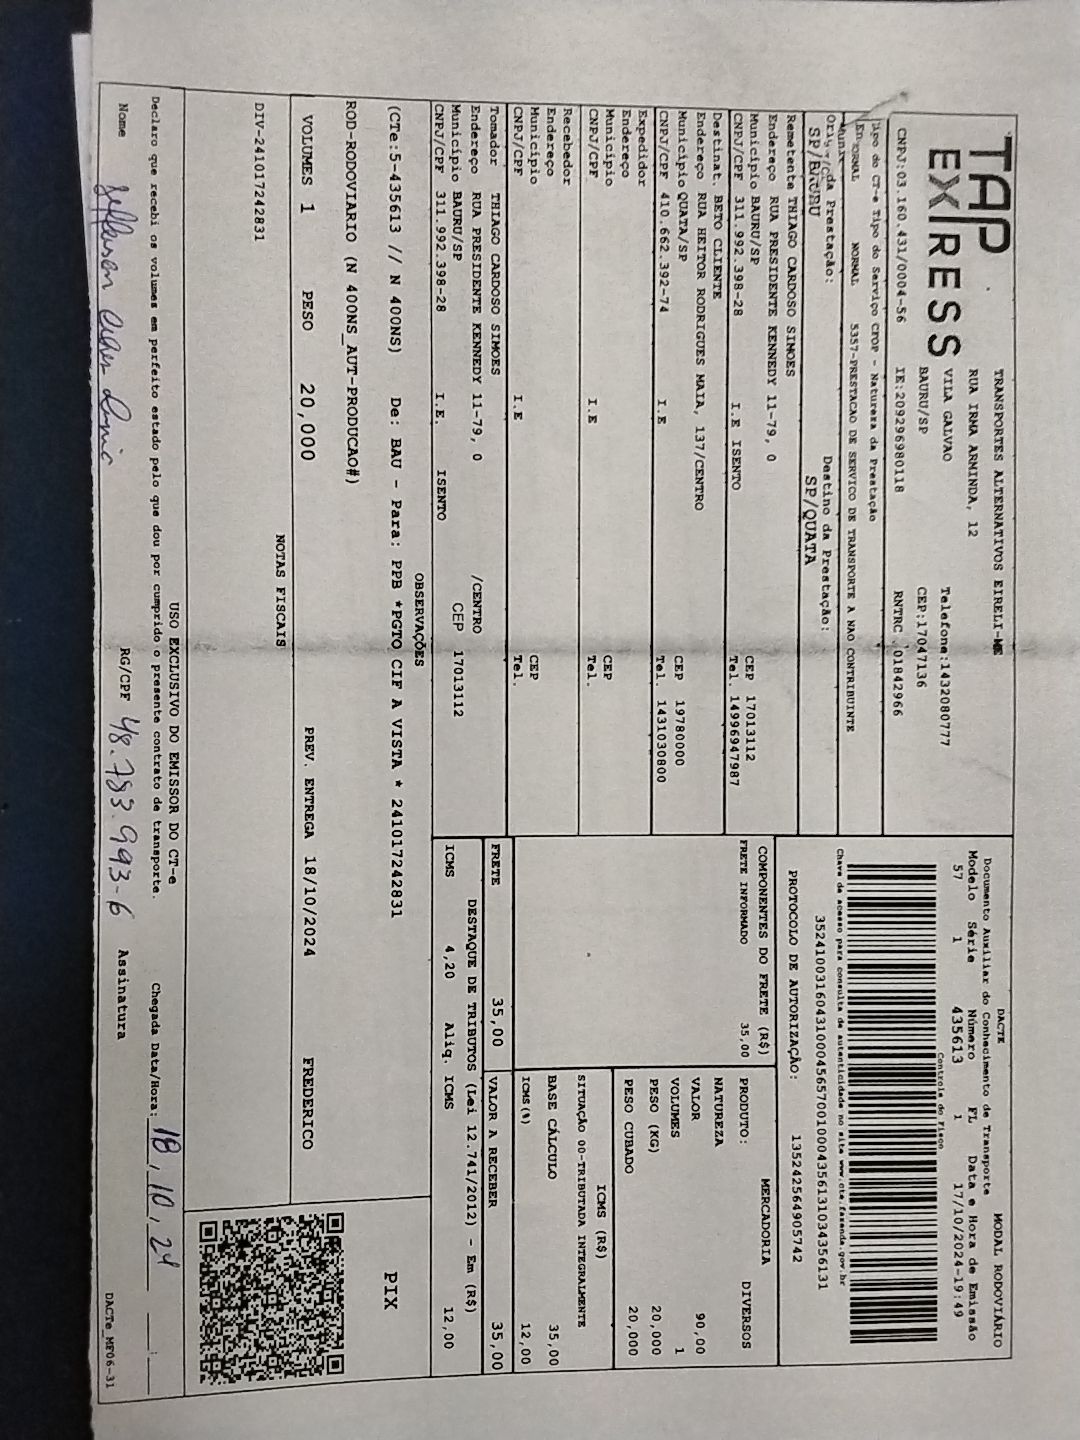 TAP
EX/RESS
TRANSPORTES ALTERNATIVOS EIRELI-ME
RUA IRMA ARMINDA, 12
VILA GALVAO Telefone:1432080777
BAURU/SP CEP:17047136
CNPJ:03.160.431/0004-56 IE:209296980118 RNTRC 01842966
Tipo do CT-e Tipo do Serviço CFOP - Natureza da Prestação
NORMAL NORMAL 5357-PRESTACAO DE SERVICO DE TRANSPORTE A NAO CONTRIBUINTE
da Prestação: Destino da Prestação:
SP/BAURU SP/QUATA
Remetente THIAGO CARDOSO SIMOES
Endereço RUA PRESIDENTE KENNEDY 11-79, 0
Município BAURU/SP CEP 17013112
CNPJ/CPF 311.992.398-28 I.E ISENTO Tel. 14996947987
Destinat. BETO CLIENTE
Endereço RUA HEITOR RODRIGUES MAIA, 137/CENTRO
Município QUATA/SP CEP 19780000
CNPJ/CPF 410.662.392-74 I.E Tel. 1431030800
Expedidor
Endereço
Município CEP
CNPJ/CPF I.E Tel.
Recebedor
Endereço
Município CEP
CNPJ/CPF I.E Tel.
Tomador THIAGO CARDOSO SIMOES
Endereço RUA PRESIDENTE KENNEDY 11-79, 0 /CENTRO
Município BAURU/SP CEP 17013112
CNPJ/CPF 311.992.398-28 I.E. ISENTO
DACTE MODAL RODOVIÁRIO
Documento Auxiliar do Conhecimento de Transporte
Modelo Série Número FL Data e Hora de Emissão
57 1 435613 1 17/10/2024-19:49
Controle do Fisco
Chave de acesso para consulta de autenticidade no site www.cte.fazenda.gov.br
35241003160431000456570010004356131034356131
PROTOCOLO DE AUTORIZAÇÃO: 135242564905742
COMPONENTES DO FRETE (R$)
FRETE INFORMADO 35,00
PRODUTO: MERCADORIA DIVERSOS
NATUREZA
VALOR 90,00
VOLUMES 1
PESO (KG) 20,000
PESO CUBADO 20,000
ICMS (R$)
SITUAÇÃO 00-TRIBUTADA INTEGRALMENTE
BASE CÁLCULO 35,00
ICMS (%) 12,00
FRETE 35,00 VALOR A RECEBER 35,00
DESTAQUE DE TRIBUTOS (Lei 12.741/2012) - Em (R$)
ICMS 4,20 Aliq. ICMS 12,00
OBSERVAÇÕES
(CTe:5-435613 // N 400NS) De: BAU - Para: PPB *PGTO CIF A VISTA * 241017242831
ROD-RODOVIARIO (N 400NS_AUT-PRODUCAO#)
PIX
VOLUMES 1 PESO 20,000 PREV. ENTREGA 18/10/2024 FREDERICO
NOTAS FISCAIS
DIV-241017242831
USO EXCLUSIVO DO EMISSOR DO CT-e
Declaro que recebi os volumes em perfeito estado pelo que dou por cumprido o presente contrato de transporte. Chegada Data/Hora: 18/10/24 __:__
Nome RG/CPF 48.783.993-6 Assinatura
DACTe_MF06-31